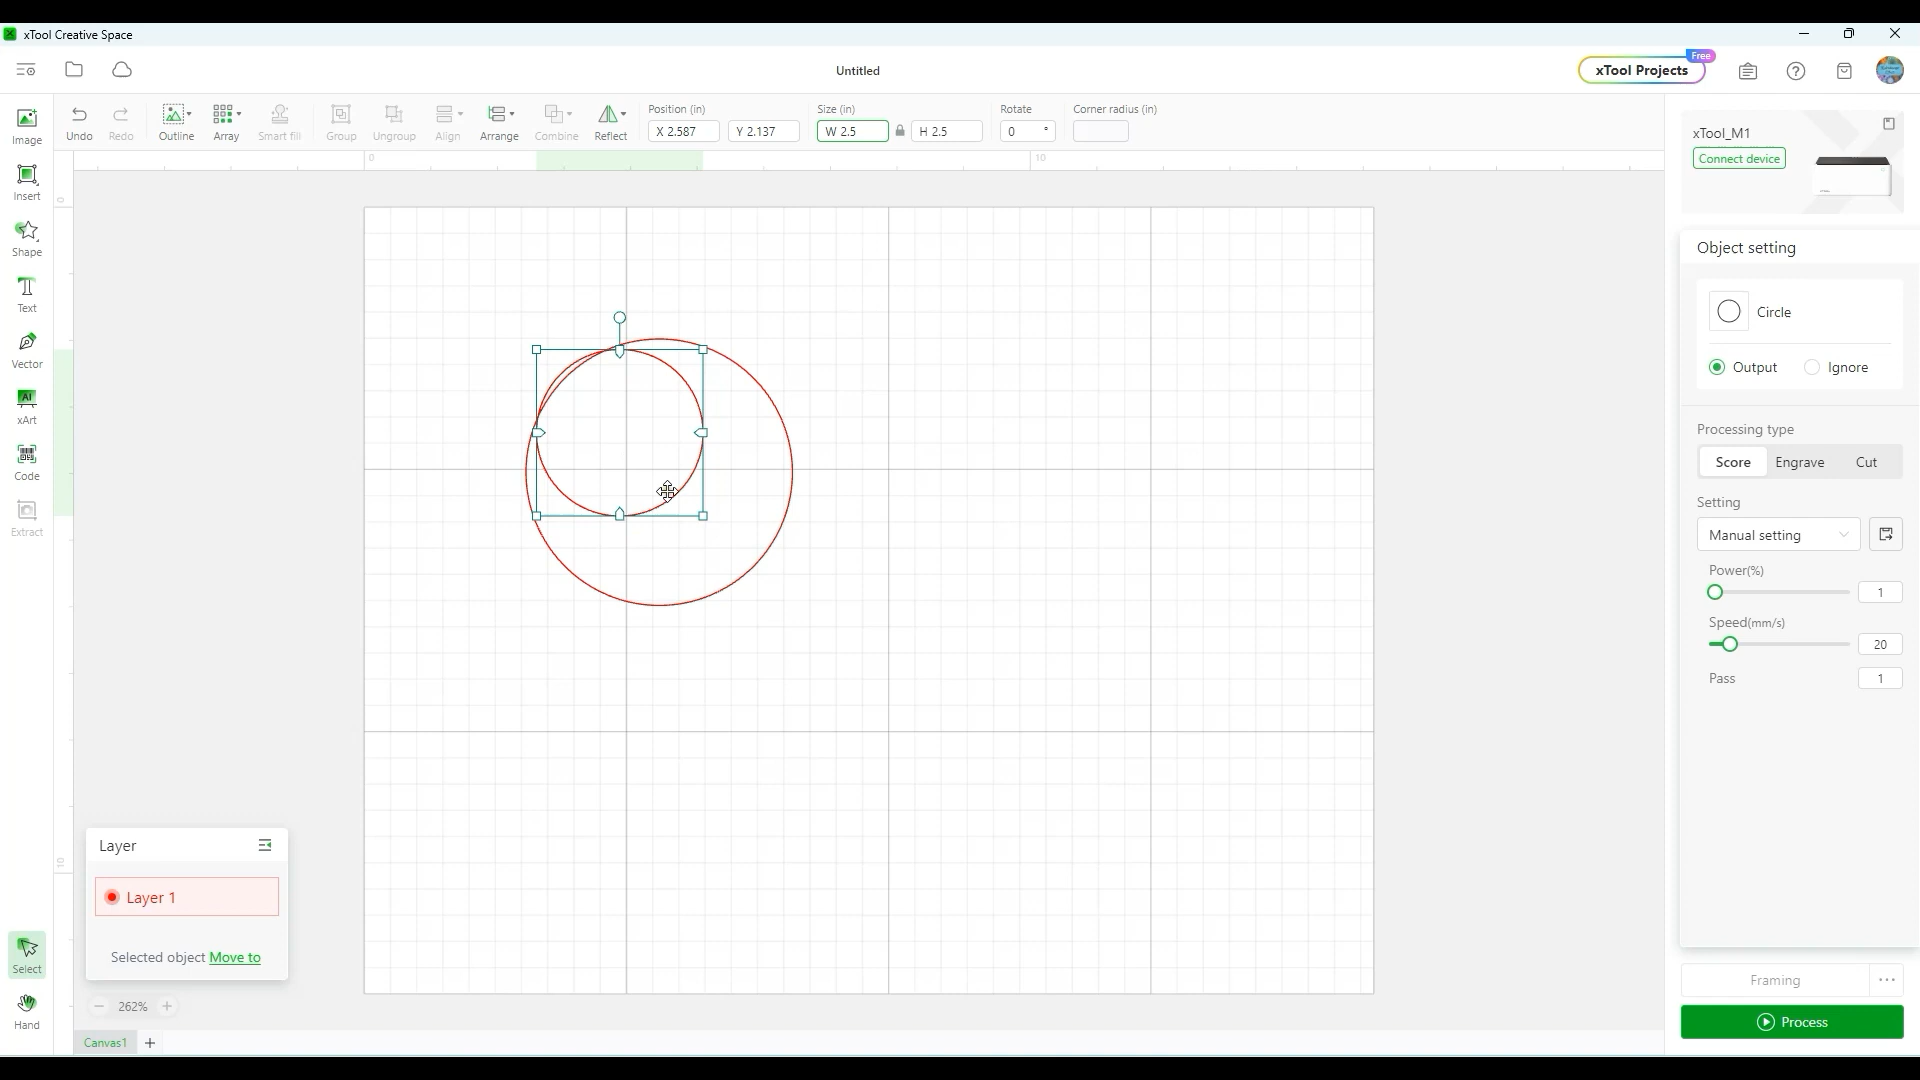 xTool Creative Space
Untitled
Free
xTool Projects
Undo
Redo
Outline
Array
Smart fill
Group
Ungroup
Align
Arrange
Combine
Reflect
Position (in)
X 2.587
Y 2.137
Size (in)
W 2.5
H 2.5
Rotate
0 °
Corner radius (in)
0
10
0
10
Image
Insert
Shape
Text
Vector
AI
xArt
Code
Extract
Select
Hand
Layer
Layer 1
Selected object Move to
262%
Canvas1
xTool_M1
Connect device
Object setting
Circle
Output
Ignore
Processing type
Score
Engrave
Cut
Setting
Manual setting
Power(%)
1
Speed(mm/s)
20
Pass
1
Framing
Process